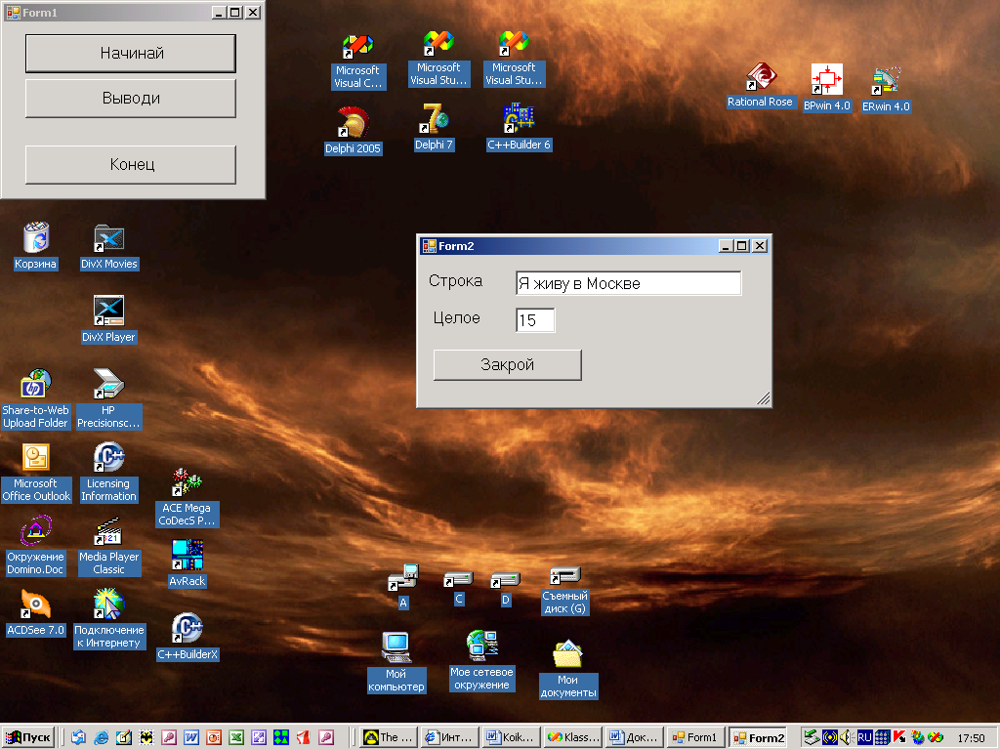 Form1
Начинай
Выводи
Конец
Microsoft
Visual C...
Microsoft
Visual Stu...
Microsoft
Visual Stu...
Rational Rose
BPwin 4.0
ERwin 4.0
Delphi 2005
Delphi 7
C++Builder 6
Корзина
DivX Movies
Form2
Строка
Я живу в Москве
Целое
15
Закрой
DivX Player
Share-to-Web
Upload Folder
HP
Precisionsc...
Microsoft
Office Outlook
Licensing
Information
ACE Mega
CoDecS P...
Окружение
Domino.Doc
Media Player
Classic
AvRack
ACDSee 7.0
Подключение
к Интернету
C++BuilderX
A
C
D
Съемный
диск (G)
Мой
компьютер
Мое сетевое
окружение
Мои
документы
Пуск
The ...
Инт...
Koik...
Klass...
Док...
Form1
Form2
RU
17:50